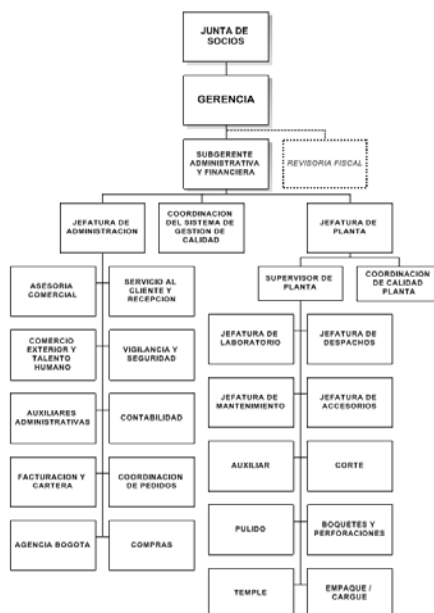 JUNTA DE
SOCIOS
GERENCIA
SUBGERENTE
ADMINISTRATIVA
Y FINANCIERA
REVISORIA FISCAL
JEFATURA DE
ADMINISTRACION
COORDINACION
DEL SISTEMA DE
GESTION DE
CALIDAD
JEFATURA DE
PLANTA
ASESORIA
COMERCIAL
SERVICIO AL
CLIENTE Y
RECEPCION
SUPERVISOR DE
PLANTA
COORDINACION
DE CALIDAD
PLANTA
COMERCIO
EXTERIOR Y
TALENTO
HUMANO
VIGILANCIA Y
SEGURIDAD
JEFATURA DE
LABORATORIO
JEFATURA DE
DESPACHOS
AUXILIARES
ADMINISTRATIVAS
CONTABILIDAD
JEFATURA DE
MANTENIMIENTO
JEFATURA DE
ACCESORIOS
FACTURACION Y
CARTERA
COORDINACION
DE PEDIDOS
AUXILIAR
CORTE
AGENCIA BOGOTA
COMPRAS
PULIDO
BOQUETES Y
PERFORACIONES
TEMPLE
EMPAQUE /
CARGUE